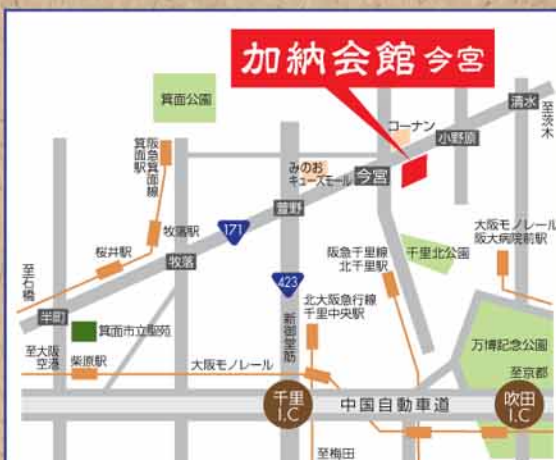 加納会館 今宮
箕面公園
清水
至茨木
コーナン
小野原
阪急箕面線
箕面駅
みのお
キューズモール
今宮
萱野
牧落駅
171
大阪モノレール
阪大病院前駅
桜井駅
牧落
阪急千里線
北千里駅
千里北公園
至石橋
423
北大阪急行線
千里中央駅
半町
箕面市立聖苑
新御堂筋
万博記念公園
至大阪
空港
柴原駅
大阪モノレール
至京都
千里
I.C
中国自動車道
吹田
I.C
至梅田